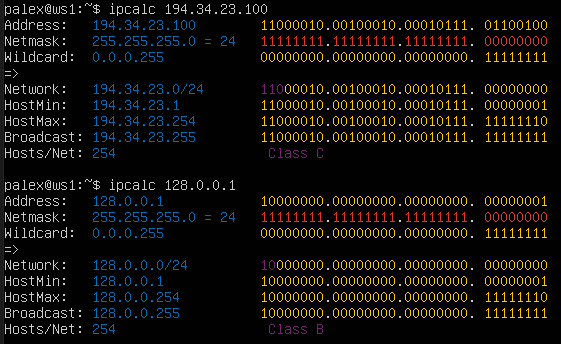 palex@ws1:~$ ipcalc 194.34.23.100
Address:   194.34.23.100        11000010.00100010.00010111. 01100100
Netmask:   255.255.255.0 = 24   11111111.11111111.11111111. 00000000
Wildcard:  0.0.0.255            00000000.00000000.00000000. 11111111
=>
Network:   194.34.23.0/24       11000010.00100010.00010111. 00000000
HostMin:   194.34.23.1          11000010.00100010.00010111. 00000001
HostMax:   194.34.23.254        11000010.00100010.00010111. 11111110
Broadcast: 194.34.23.255        11000010.00100010.00010111. 11111111
Hosts/Net: 254                   Class C
palex@ws1:~$ ipcalc 128.0.0.1
Address:   128.0.0.1            10000000.00000000.00000000. 00000001
Netmask:   255.255.255.0 = 24   11111111.11111111.11111111. 00000000
Wildcard:  0.0.0.255            00000000.00000000.00000000. 11111111
=>
Network:   128.0.0.0/24         10000000.00000000.00000000. 00000000
HostMin:   128.0.0.1            10000000.00000000.00000000. 00000001
HostMax:   128.0.0.254          10000000.00000000.00000000. 11111110
Broadcast: 128.0.0.255          10000000.00000000.00000000. 11111111
Hosts/Net: 254                   Class B